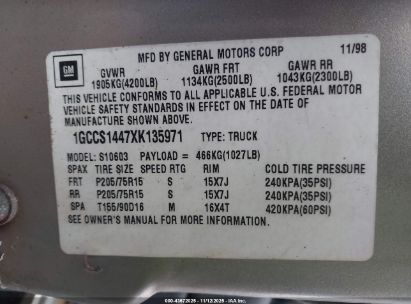 MFD BY GENERAL MOTORS CORP 11/98
GM
GVWR GAWR FRT GAWR RR
1905KG(4200LB) 1134KG(2500LB) 1043KG(2300LB)
THIS VEHICLE CONFORMS TO ALL APPLICABLE U.S. FEDERAL MOTOR
VEHICLE SAFETY STANDARDS IN EFFECT ON THE DATE OF
MANUFACTURE SHOWN ABOVE.
1GCCS1447XK135971 TYPE: TRUCK
MODEL: S10603 PAYLOAD = 466KG(1027LB)
SPAX TIRE SIZE SPEED RTG RIM COLD TIRE PRESSURE
FRT P205/75R15 S 15X7J 240KPA(35PSI)
RR P205/75R15 S 15X7J 240KPA(35PSI)
SPA T155/90D16 M 16X4T 420KPA(60PSI)
SEE OWNER'S MANUAL FOR MORE INFORMATION.